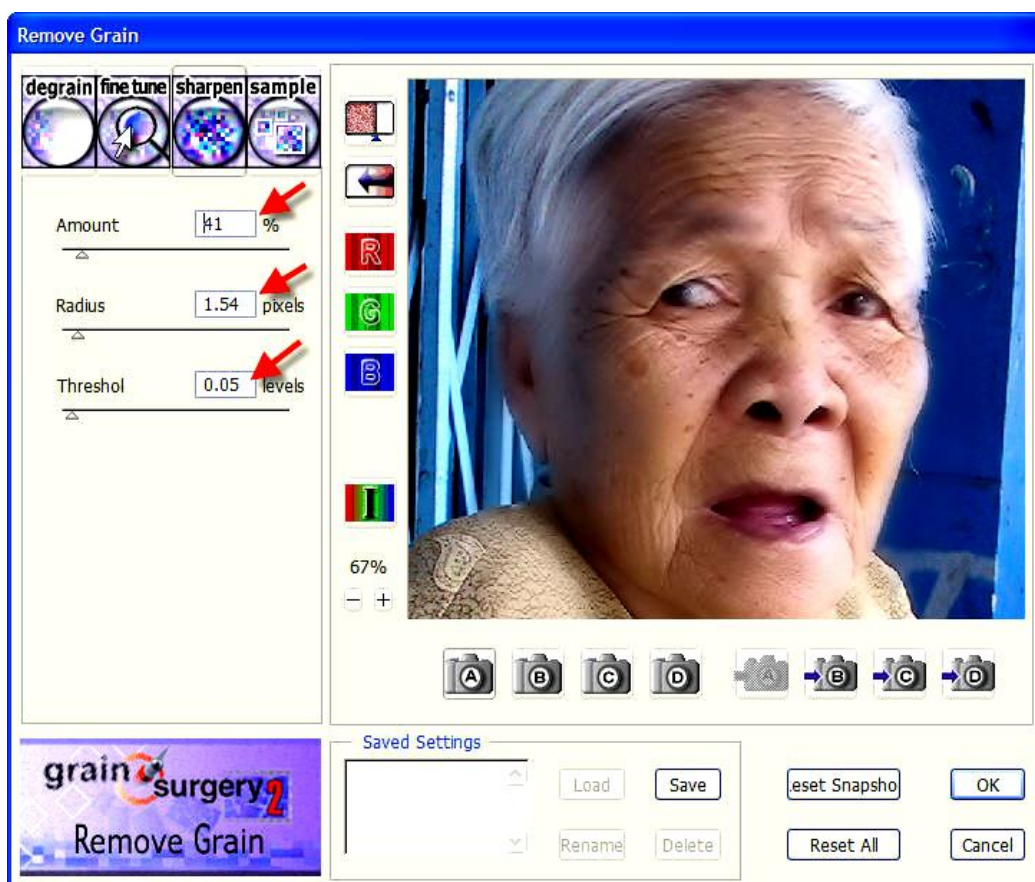 Remove Grain
degrain fine tune sharpen sample
Amount 41 %
Radius 1.54 pixels
Threshol 0.05 levels
R
G
B
I
67%
− +
A B C D A B C D
grain surgery 2
Remove Grain
Saved Settings
Load Save
Rename Delete
.eset Snapsho OK
Reset All Cancel